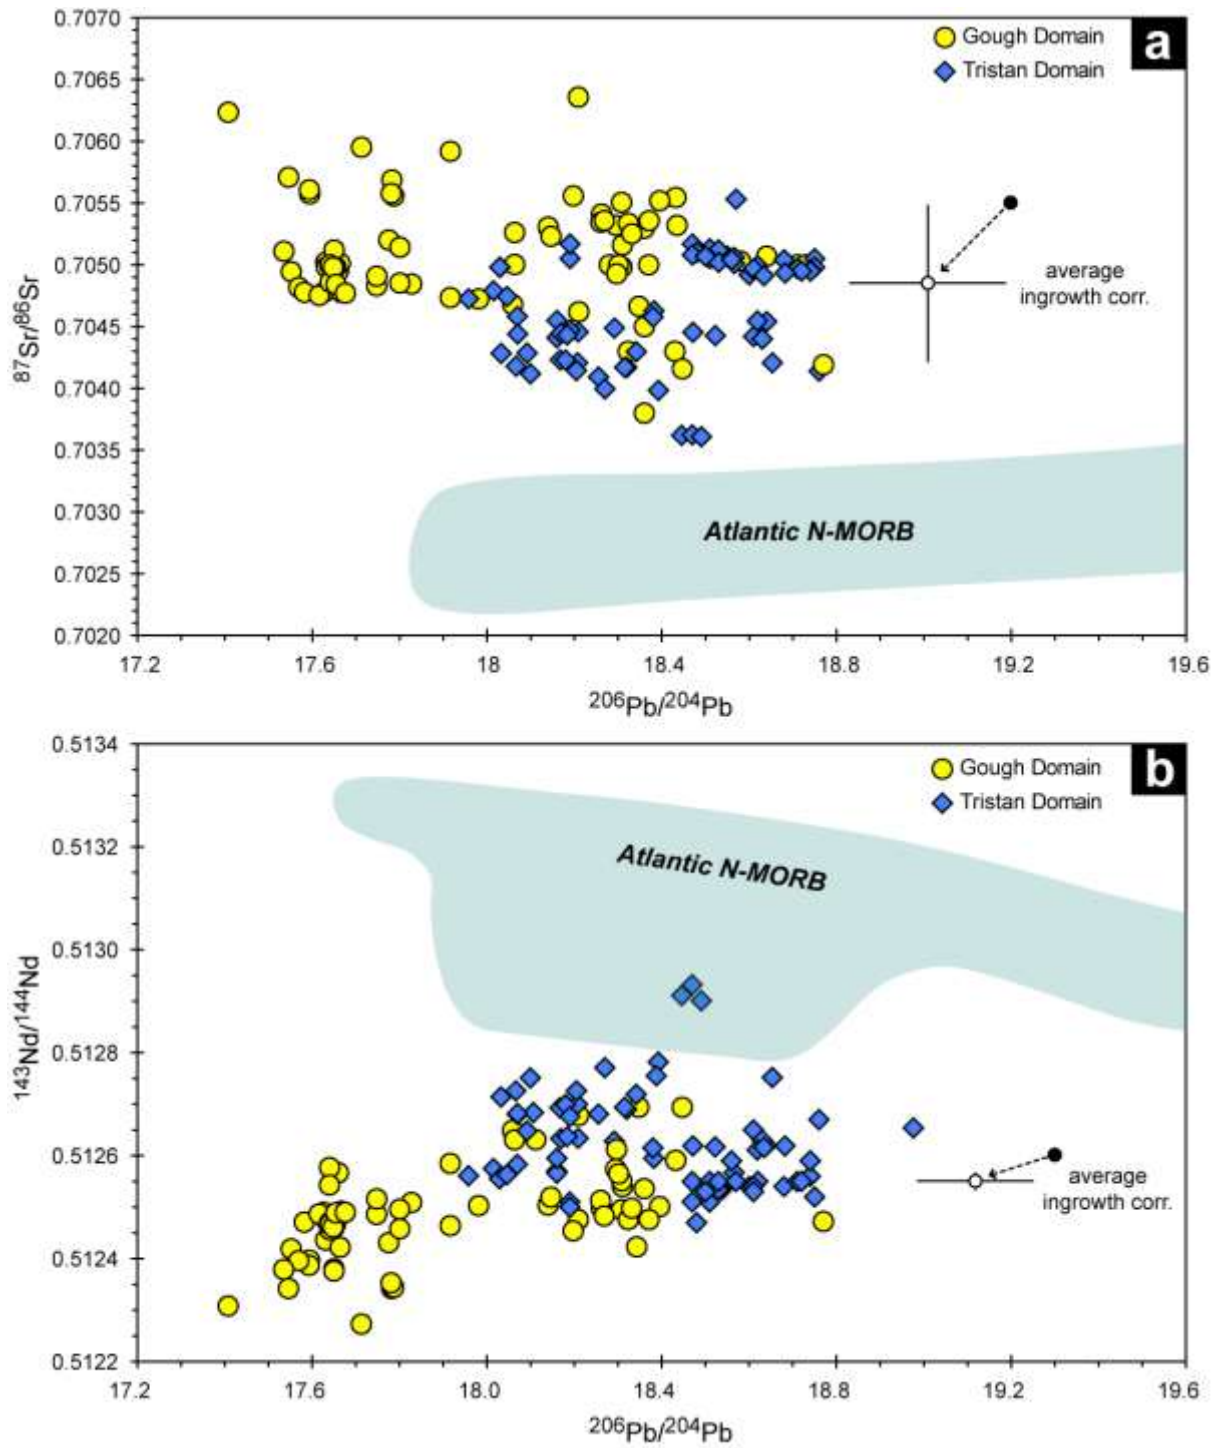 0.7070
Gough Domain
a
0.7065
Tristan Domain
0.7060
0.7055
0.7050
average
ingrowth corr.
0.7045
0.7040
0.7035
0.7030
Atlantic N-MORB
0.7025
0.7020
87Sr/86Sr
17.2 17.6 18 18.4 18.8 19.2 19.6
206Pb/204Pb
0.5134
Gough Domain
b
Tristan Domain
0.5132
Atlantic N-MORB
0.5130
0.5128
0.5126
average
ingrowth corr.
0.5124
0.5122
143Nd/144Nd
17.2 17.6 18.0 18.4 18.8 19.2 19.6
206Pb/204Pb